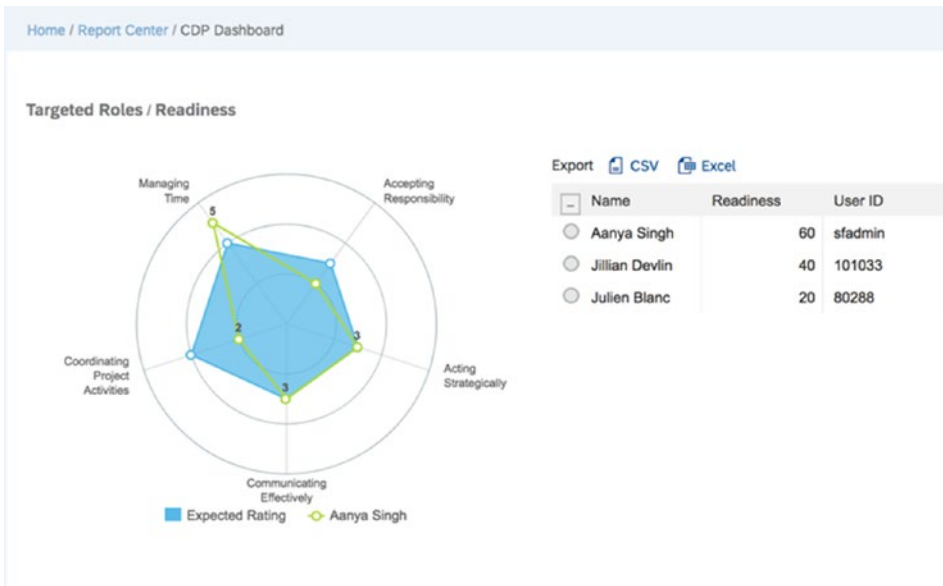 Home / Report Center / CDP Dashboard
Targeted Roles / Readiness
Managing
Time
Accepting
Responsibility
5
2
3
3
Coordinating
Project
Activities
Acting
Strategically
Communicating
Effectively
Expected Rating
Aanya Singh
Export CSV Excel
Name Readiness User ID
Aanya Singh 60 sfadmin
Jillian Devlin 40 101033
Julien Blanc 20 80288